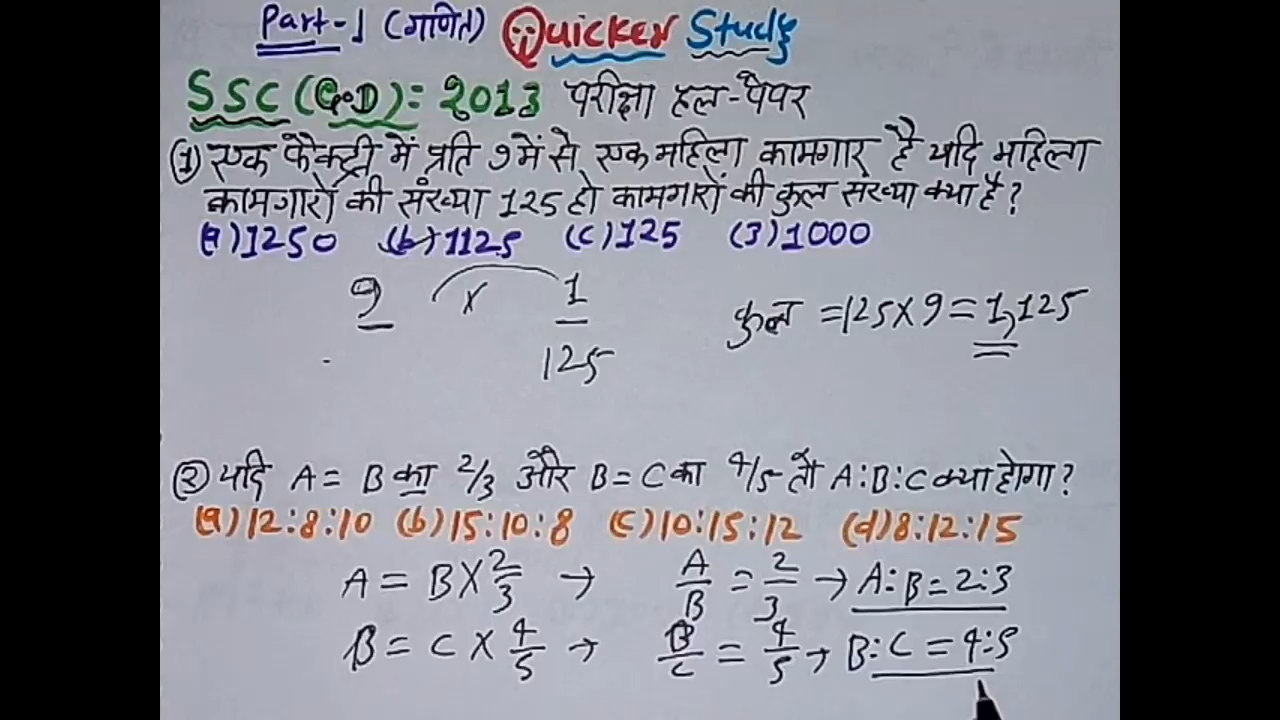 Part-1 (गणित) Quicker Study
SSC (G.D) = 2013 परीक्षा हल-पेपर
(1) एक फैक्ट्री में प्रति 9 में से एक महिला कामगार है यदि महिला
कामगारों की संख्या 125 हो कामगारों की कुल संख्या क्या है?
(a) 1250 (b) 1125 (c) 125 (3) 1000
9 x 1
कुल = 125 x 9 = 1,125
125
(2) यदि A = B का 2/3 और B = C का 4/5 तो A:B:C क्या होगा?
(a) 12:8:10 (b) 15:10:8 (c) 10:15:12 (d) 8:12:15
A = B x 2/3 → A/B = 2/3 → A:B = 2:3
B = C x 4/5 → B/C = 4/5 → B:C = 4:5